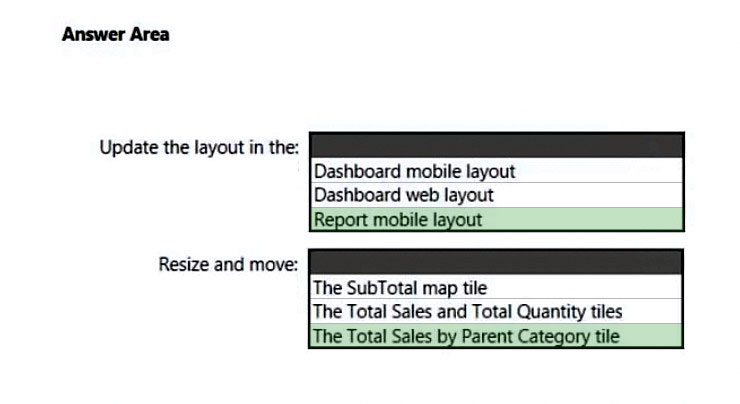 Answer Area
Update the layout in the:
Dashboard mobile layout
Dashboard web layout
Report mobile layout
Resize and move:
The SubTotal map tile
The Total Sales and Total Quantity tiles
The Total Sales by Parent Category tile